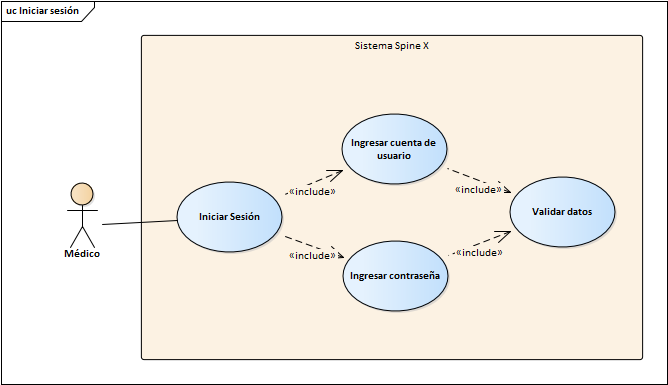 uc Iniciar sesión
Sistema Spine X
Ingresar cuenta de
usuario
«include»
«include»
Iniciar Sesión
Validar datos
Médico
«include»
«include»
Ingresar contraseña